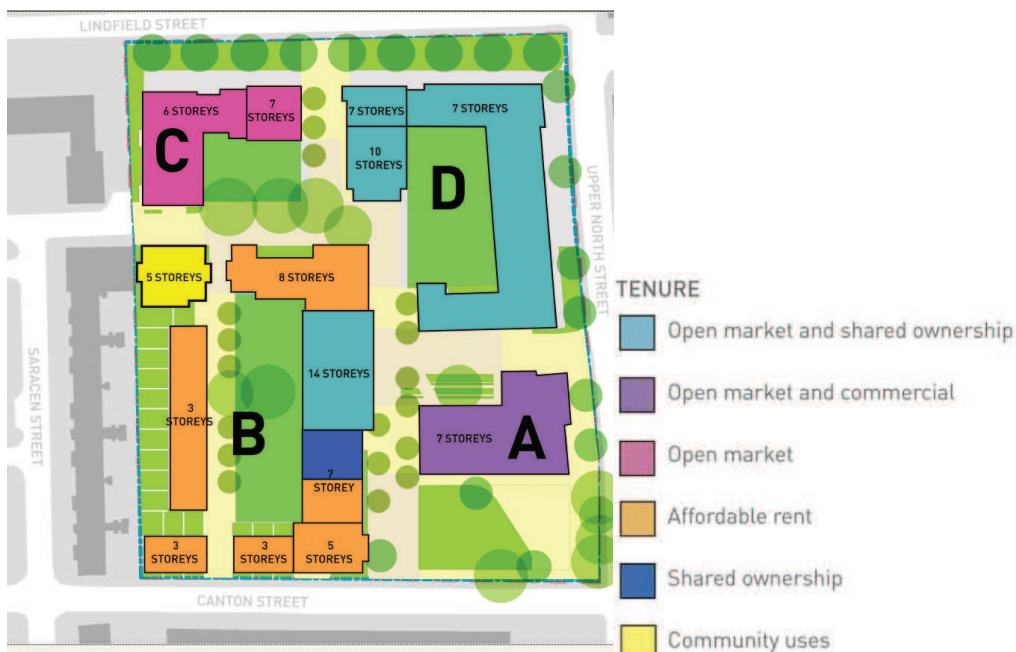 LINDFIELD STREET
6 STOREYS
7
STOREYS
C
7 STOREYS
7 STOREYS
10
STOREYS
D
UPPER NORTH STREET
5 STOREYS
8 STOREYS
SARACEN STREET
14 STOREYS
3
STOREYS
B
7 STOREYS
A
7
STOREY
3
STOREYS
3
STOREYS
5
STOREYS
CANTON STREET
TENURE
Open market and shared ownership
Open market and commercial
Open market
Affordable rent
Shared ownership
Community uses